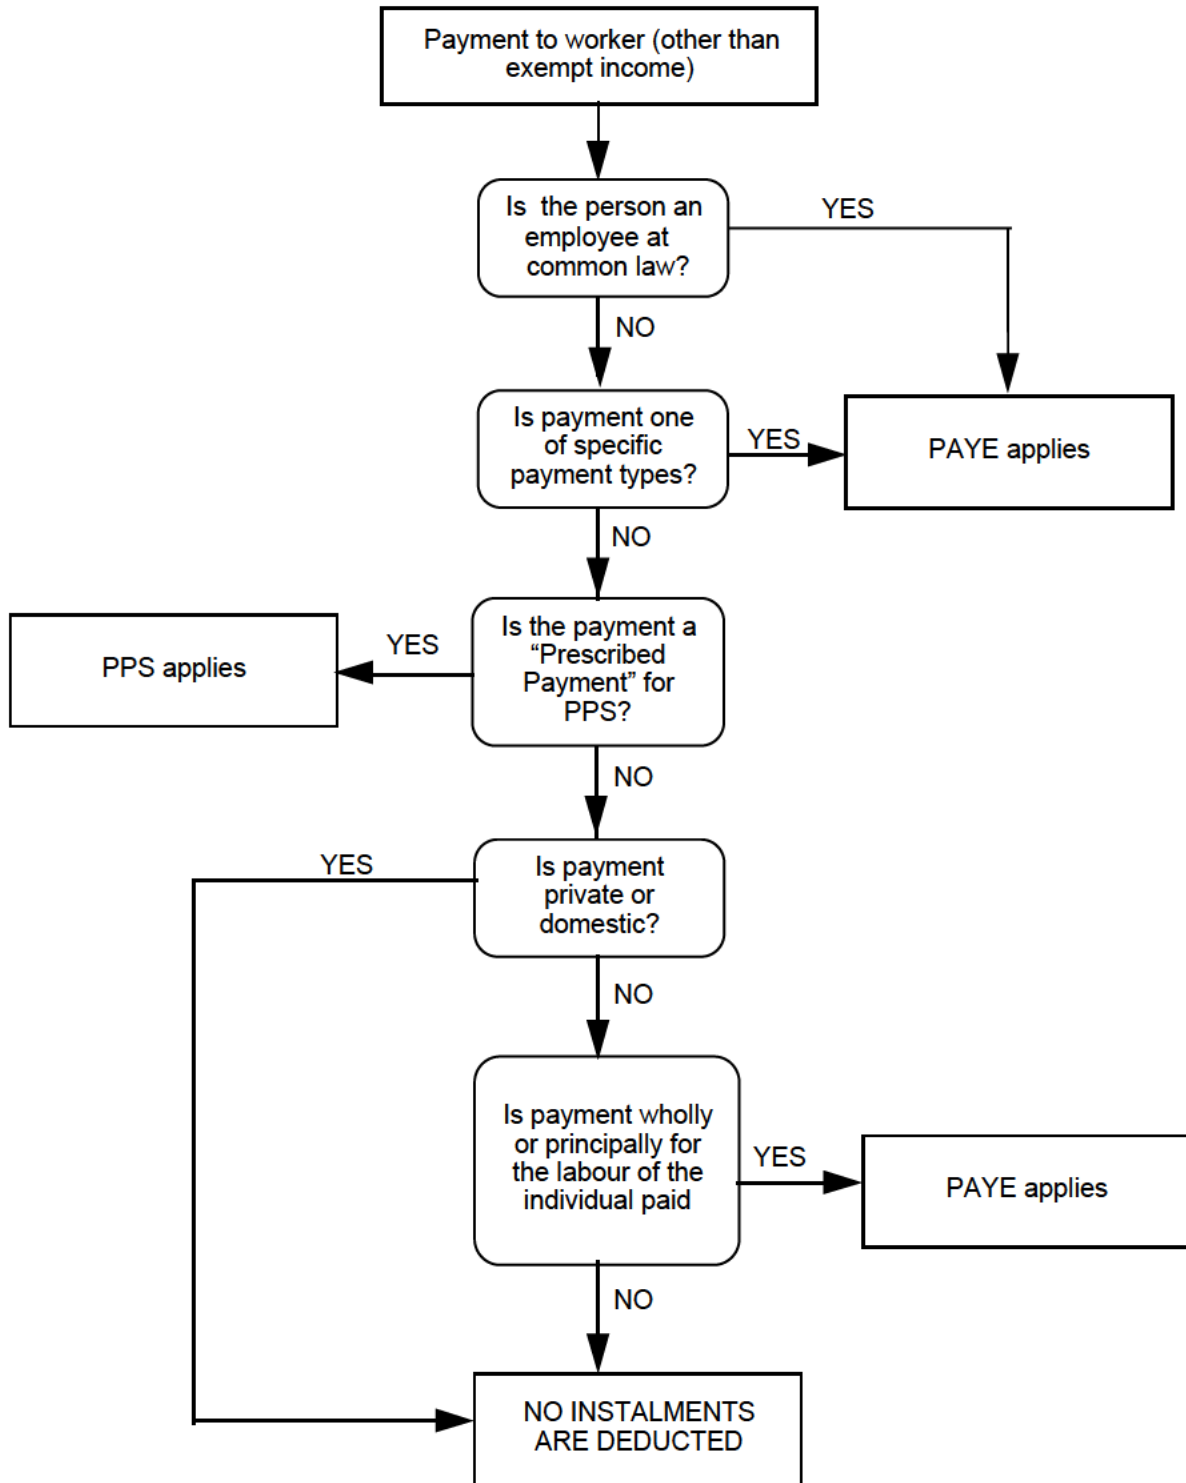 Payment to worker (other than
exempt income)
Is the person an
employee at
common law?
YES
NO
Is payment one
of specific
payment types?
YES
PAYE applies
NO
Is the payment a
“Prescribed
Payment” for
PPS?
YES
PPS applies
NO
Is payment
private or
domestic?
YES
NO
Is payment wholly
or principally for
the labour of the
individual paid
YES
PAYE applies
NO
NO INSTALMENTS
ARE DEDUCTED